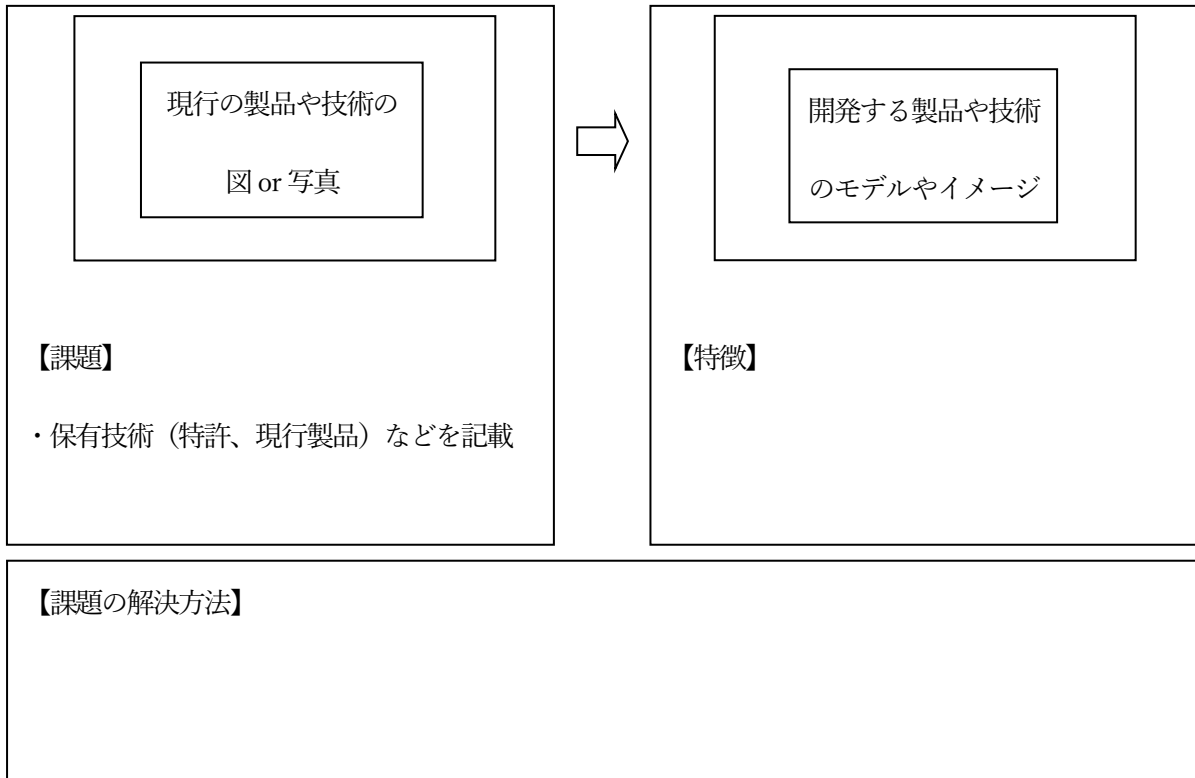 現行の製品や技術の
図 or 写真
【課題】
・保有技術（特許、現行製品）などを記載
開発する製品や技術
のモデルやイメージ
【特徴】
【課題の解決方法】